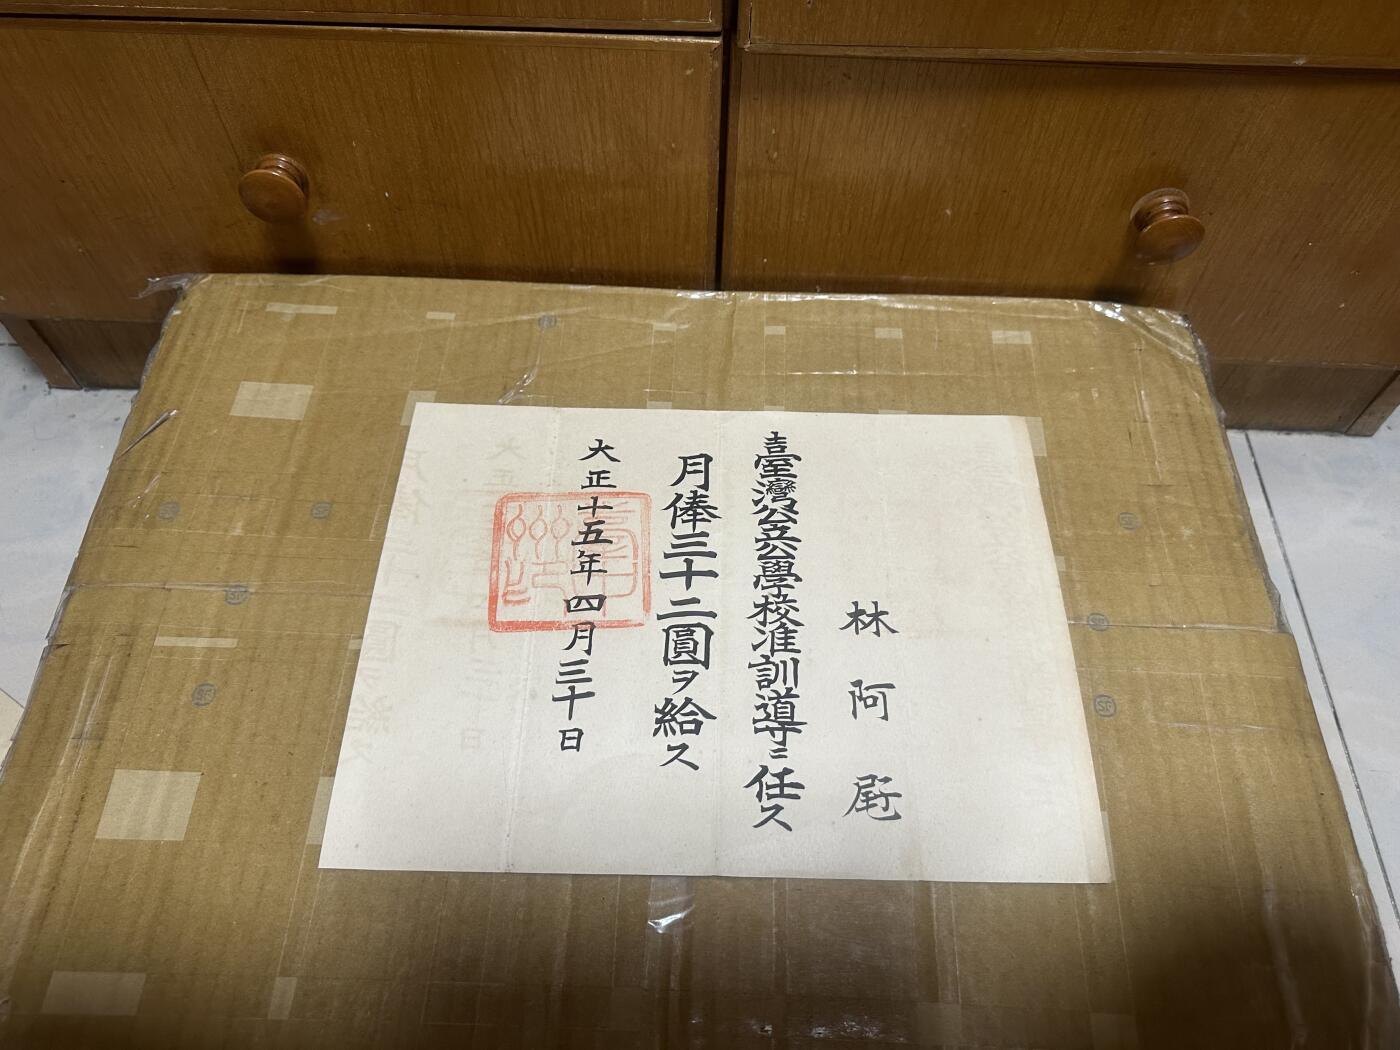 林阿尾
臺灣公立公學校准訓導ニ任ス
月俸三十二圓ヲ給ス
大正十五年四月三十日